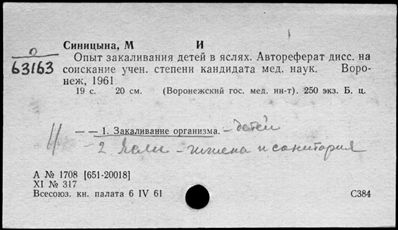 Синицына, М И
О
63163
Опыт закаливания детей в яслях. Автореферат дисс. на
соискание учен. степени кандидата мед. наук. Воро-
неж, 1961
19 с. 20 см. (Воронежский гос. мед. ин-т). 250 экз. Б. ц.
— — 1. Закаливание организма. – детей
– 2 Ясли – гигиена и санитария
А № 1708 [651-20018]
XI № 317
Всесоюз. кн. палата 6 IV 61
С384